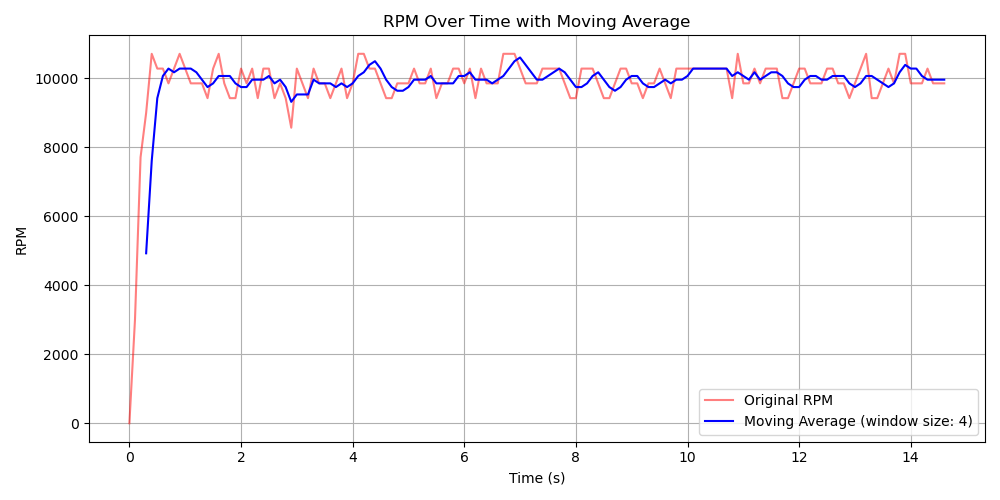 RPM Over Time with Moving Average
RPM
10000
8000
6000
4000
2000
0
0 2 4 6 8 10 12 14
Time (s)
Original RPM
Moving Average (window size: 4)